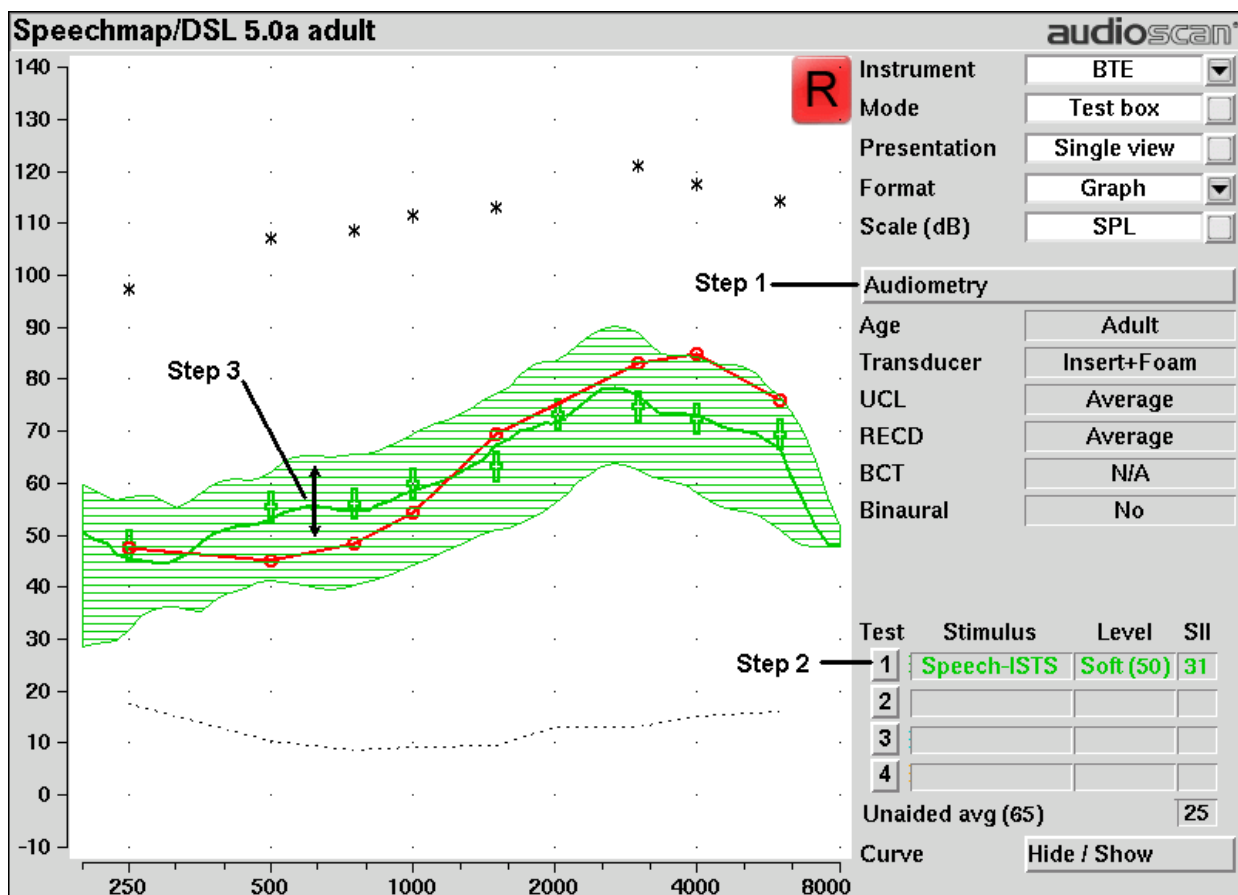 Speechmap/DSL 5.0a adult
audioscan
140
130
120
110
100
90
80
70
60
50
40
30
20
10
0
-10
250 500 1000 2000 4000 8000
R
Step 3
Step 1
Step 2
Instrument BTE
Mode Test box
Presentation Single view
Format Graph
Scale (dB) SPL
Audiometry
Age Adult
Transducer Insert+Foam
UCL Average
RECD Average
BCT N/A
Binaural No
Test Stimulus Level SII
1 Speech-ISTS Soft (50) 31
2
3
4
Unaided avg (65) 25
Curve Hide / Show